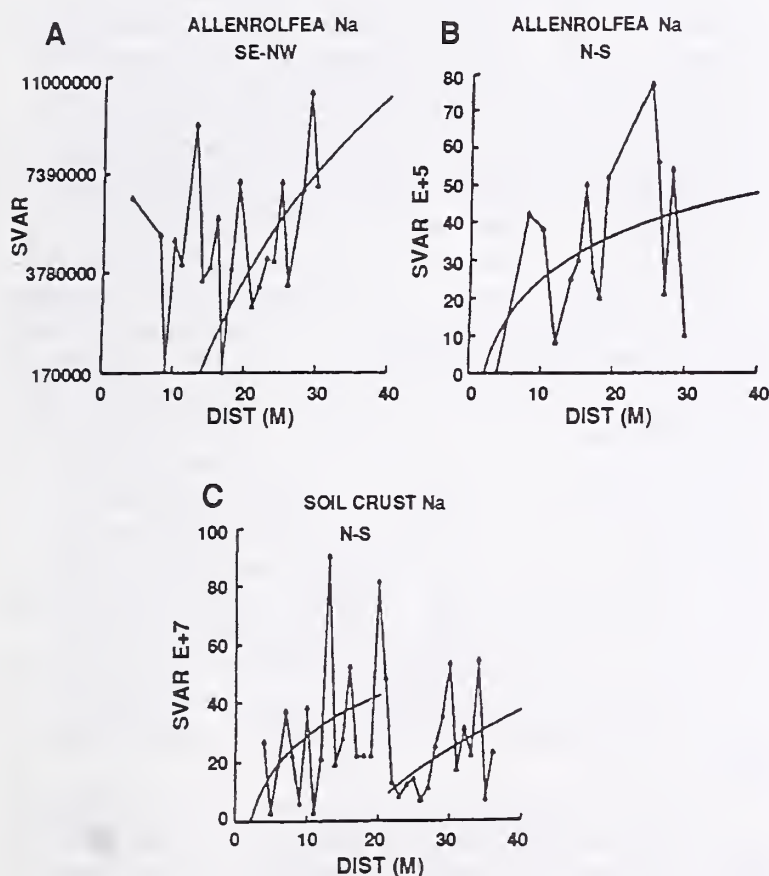 A
ALLENROLFEA Na
SE-NW
11000000
7390000
3780000
170000
SVAR
0
10
20
30
40
DIST (M)
B
ALLENROLFEA Na
N-S
80
70
60
50
40
30
20
10
0
SVAR E+5
0
10
20
30
40
DIST (M)
C
SOIL CRUST Na
N-S
100
80
60
40
20
0
SVAR E+7
0
10
20
30
40
DIST (M)